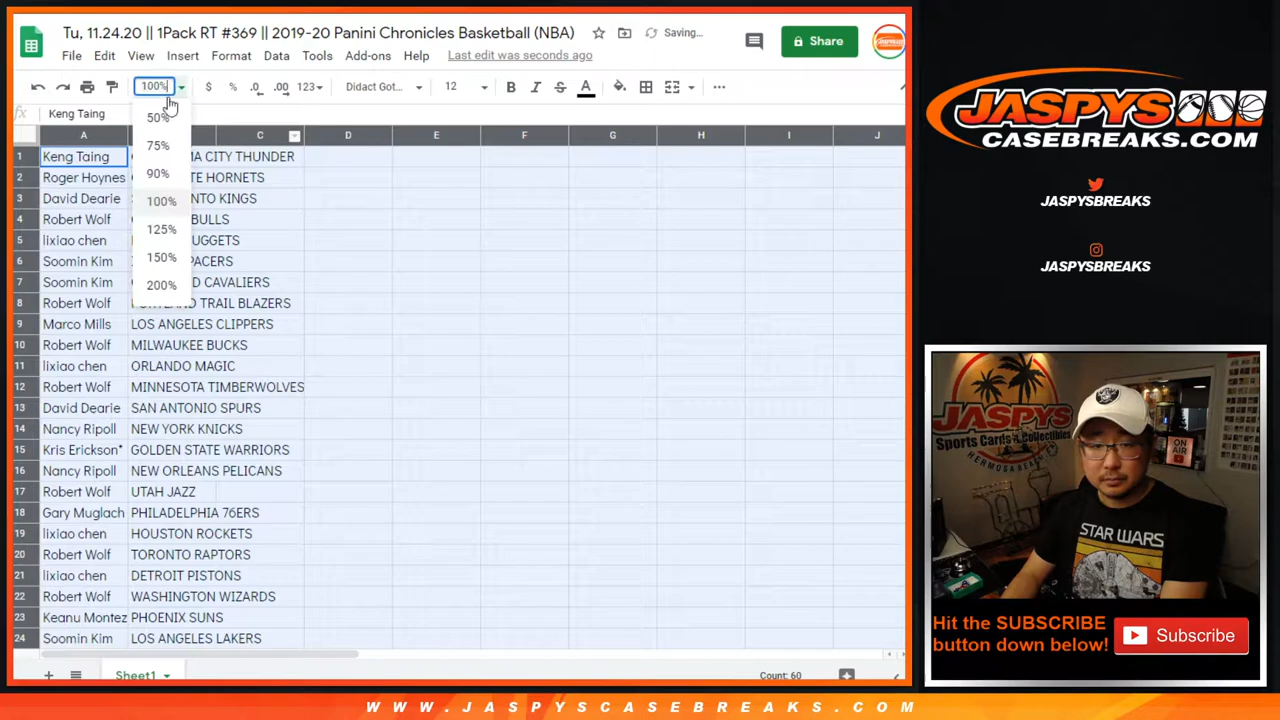 Tu, 11.24.20 || 1Pack RT #369 || 2019-20 Panini Chronicles Basketball (NBA)
Saving...
Share
File Edit View Insert Format Data Tools Add-ons Help Last edit was seconds ago
100% $ % .0 .00 123 Didact Got... 12 B I S A
fx Keng Taing
50%
75%
90%
100%
125%
150%
200%
A C D E F G H I J
1 Keng Taing MA CITY THUNDER
2 Roger Hoynes TE HORNETS
3 David Dearie NTO KINGS
4 Robert Wolf BULLS
5 lixiao chen NUGGETS
6 Soomin Kim PACERS
7 Soomin Kim D CAVALIERS
8 Robert Wolf PORTLAND TRAIL BLAZERS
9 Marco Mills LOS ANGELES CLIPPERS
10 Robert Wolf MILWAUKEE BUCKS
11 lixiao chen ORLANDO MAGIC
12 Robert Wolf MINNESOTA TIMBERWOLVES
13 David Dearie SAN ANTONIO SPURS
14 Nancy Ripoll NEW YORK KNICKS
15 Kris Erickson* GOLDEN STATE WARRIORS
16 Nancy Ripoll NEW ORLEANS PELICANS
17 Robert Wolf UTAH JAZZ
18 Gary Muglach PHILADELPHIA 76ERS
19 lixiao chen HOUSTON ROCKETS
20 Robert Wolf TORONTO RAPTORS
21 lixiao chen DETROIT PISTONS
22 Robert Wolf WASHINGTON WIZARDS
23 Keanu Montez PHOENIX SUNS
24 Soomin Kim LOS ANGELES LAKERS
Sheet1
Count: 60
JASPYS
CASEBREAKS.COM
JASPYSBREAKS
JASPYSBREAKS
JASPYS
Sports Cards & Collectibles
HERMOSA BEACH
ON
AIR
STAR WARS
Hit the SUBSCRIBE
button down below!
Subscribe
WWW.JASPYSCASEBREAKS.COM